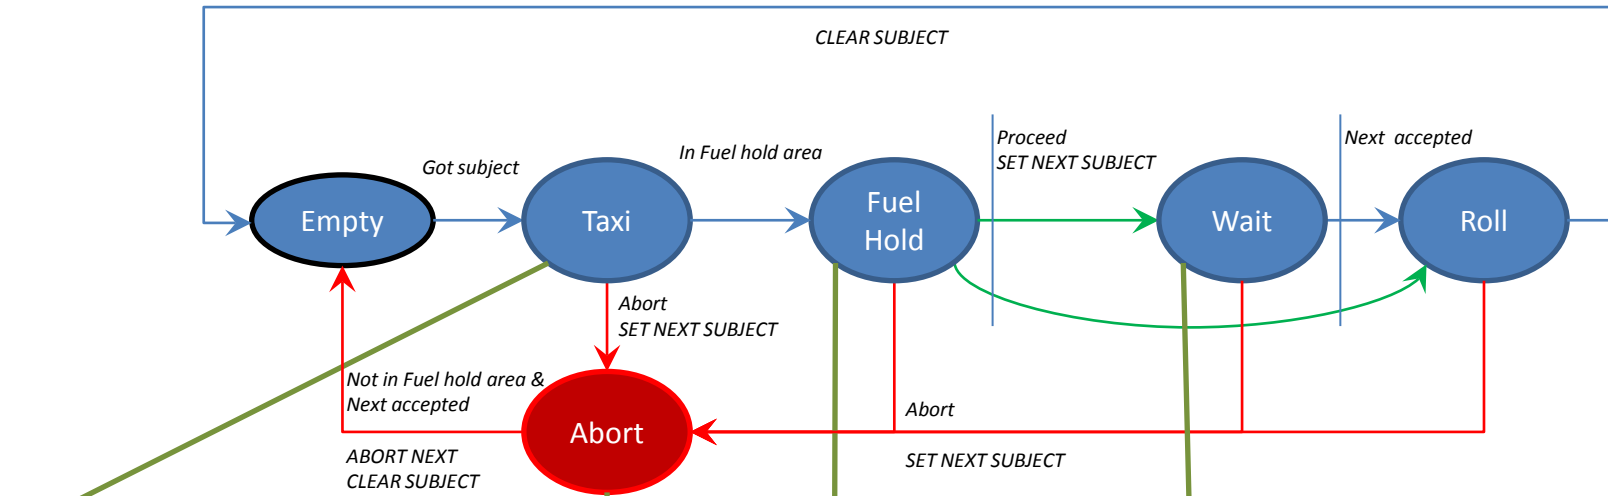 CLEAR SUBJECT
Proceed
SET NEXT SUBJECT
Next accepted
Got subject
In Fuel hold area
Empty
Taxi
Fuel
Hold
Wait
Roll
Abort
SET NEXT SUBJECT
Not in Fuel hold area &
Next accepted
Abort
Abort
ABORT NEXT
CLEAR SUBJECT
SET NEXT SUBJECT